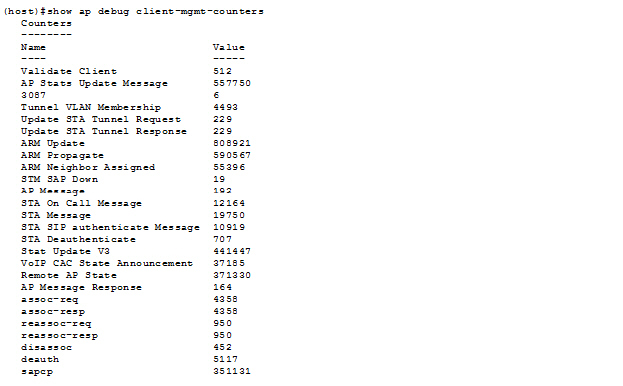 (host)#show ap debug client-mgmt-counters
Counters
--------
Name Value
---- -----
Validate Client 512
AP Stats Update Message 557750
3087 6
Tunnel VLAN Membership 4493
Update STA Tunnel Request 229
Update STA Tunnel Response 229
ARM Update 808921
ARM Propagate 590567
ARM Neighbor Assigned 55396
STM SAP Down 19
AP Message 192
STA On Call Message 12164
STA Message 19750
STA SIP authenticate Message 10919
STA Deauthenticate 707
Stat Update V3 441447
VoIP CAC State Announcement 37185
Remote AP State 371330
AP Message Response 164
assoc-req 4358
assoc-resp 4358
reassoc-req 950
reassoc-resp 950
disassoc 452
deauth 5117
sapcp 351131